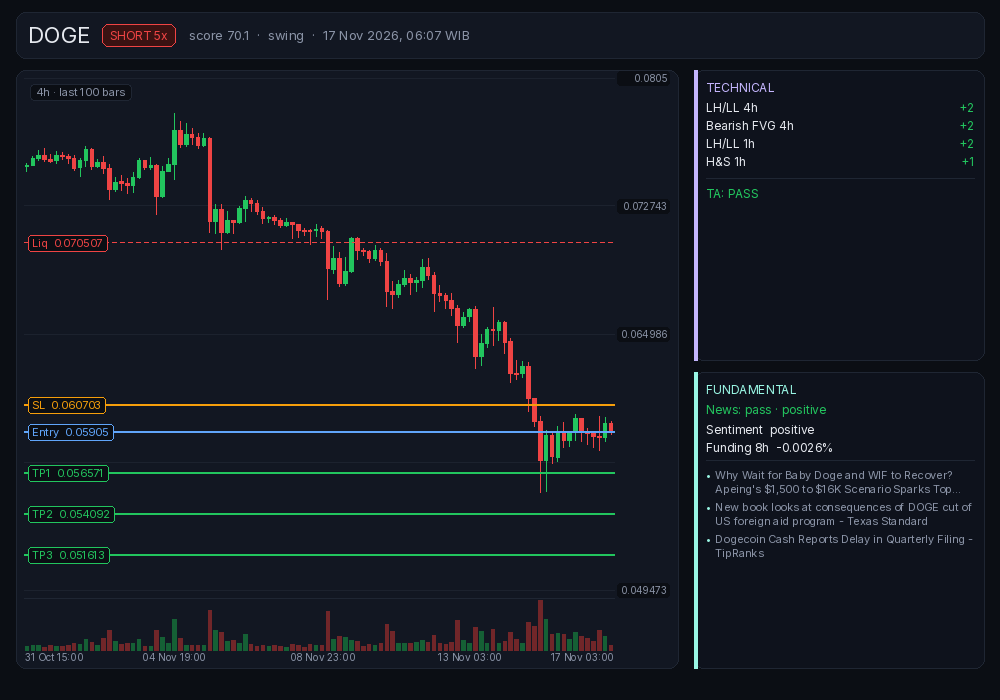 DOGE SHORT 5x score 70.1 · swing · 17 Nov 2026, 06:07 WIB
4h · last 100 bars
0.0805
0.072743
Liq 0.070507
0.064986
SL 0.060703
Entry 0.05905
TP1 0.056571
TP2 0.054092
TP3 0.051613
0.049473
31 Oct 15:00 04 Nov 19:00 08 Nov 23:00 13 Nov 03:00 17 Nov 03:00
TECHNICAL
LH/LL 4h +2
Bearish FVG 4h +2
LH/LL 1h +2
H&S 1h +1
TA: PASS
FUNDAMENTAL
News: pass · positive
Sentiment positive
Funding 8h -0.0026%
• Why Wait for Baby Doge and WIF to Recover?
Apeing's $1,500 to $16K Scenario Sparks Top...
• New book looks at consequences of DOGE cut of
US foreign aid program - Texas Standard
• Dogecoin Cash Reports Delay in Quarterly Filing -
TipRanks